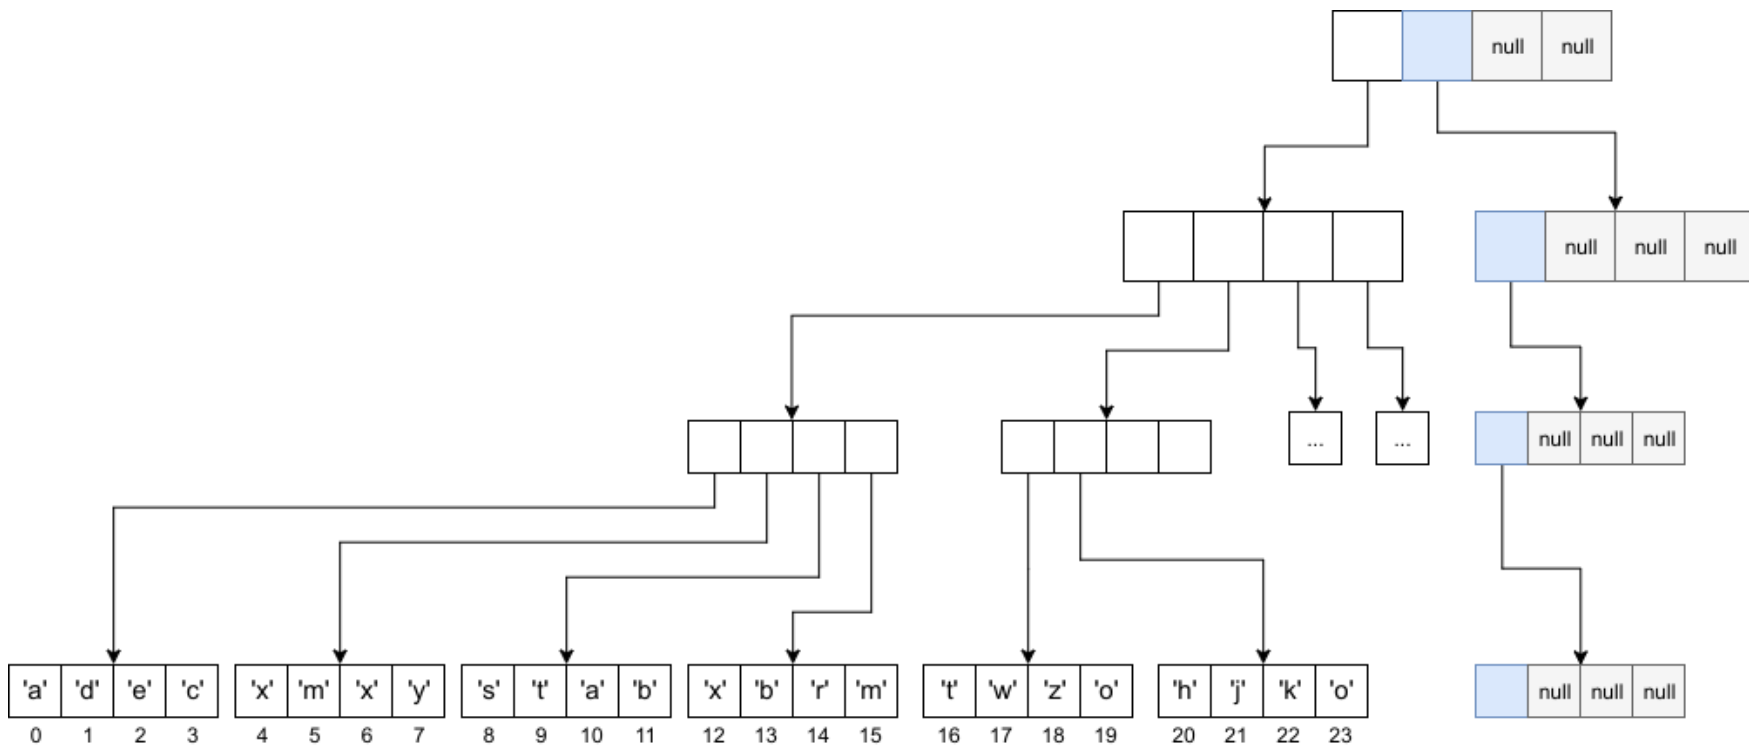 null null
null null null
... ... null null null
'a' 'd' 'e' 'c' 'x' 'm' 'x' 'y' 's' 't' 'a' 'b' 'x' 'b' 'r' 'm' 't' 'w' 'z' 'o' 'h' 'j' 'k' 'o' null null null
0 1 2 3 4 5 6 7 8 9 10 11 12 13 14 15 16 17 18 19 20 21 22 23